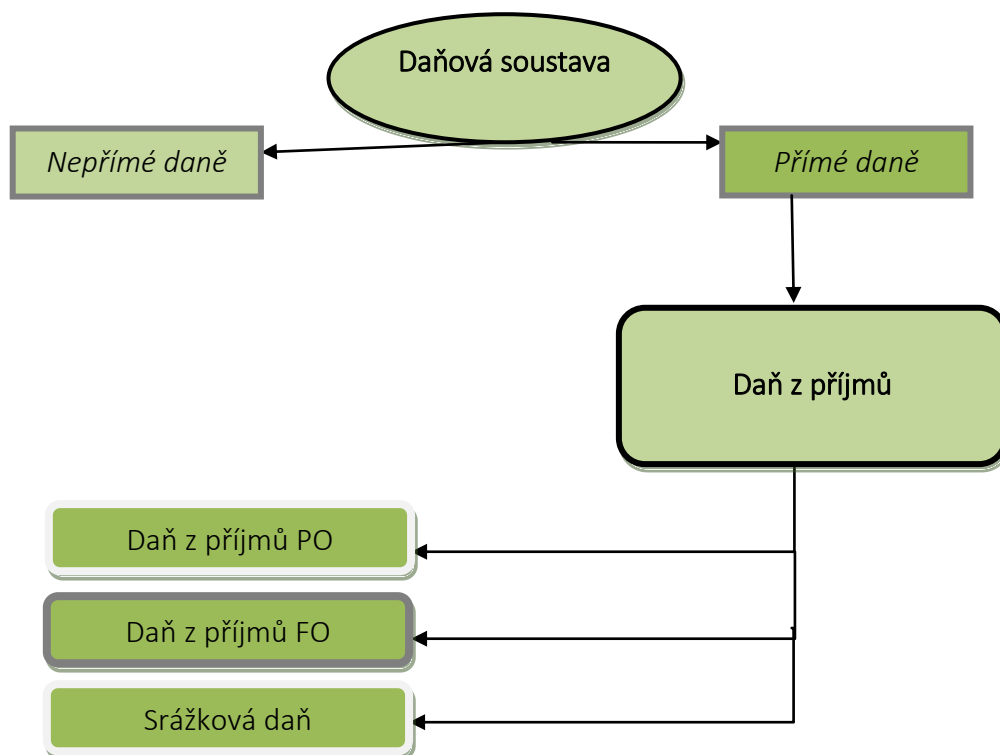 Daňová soustava
Nepřímé daně
Přímé daně
Daň z příjmů
Daň z příjmů PO
Daň z příjmů FO
Srážková daň